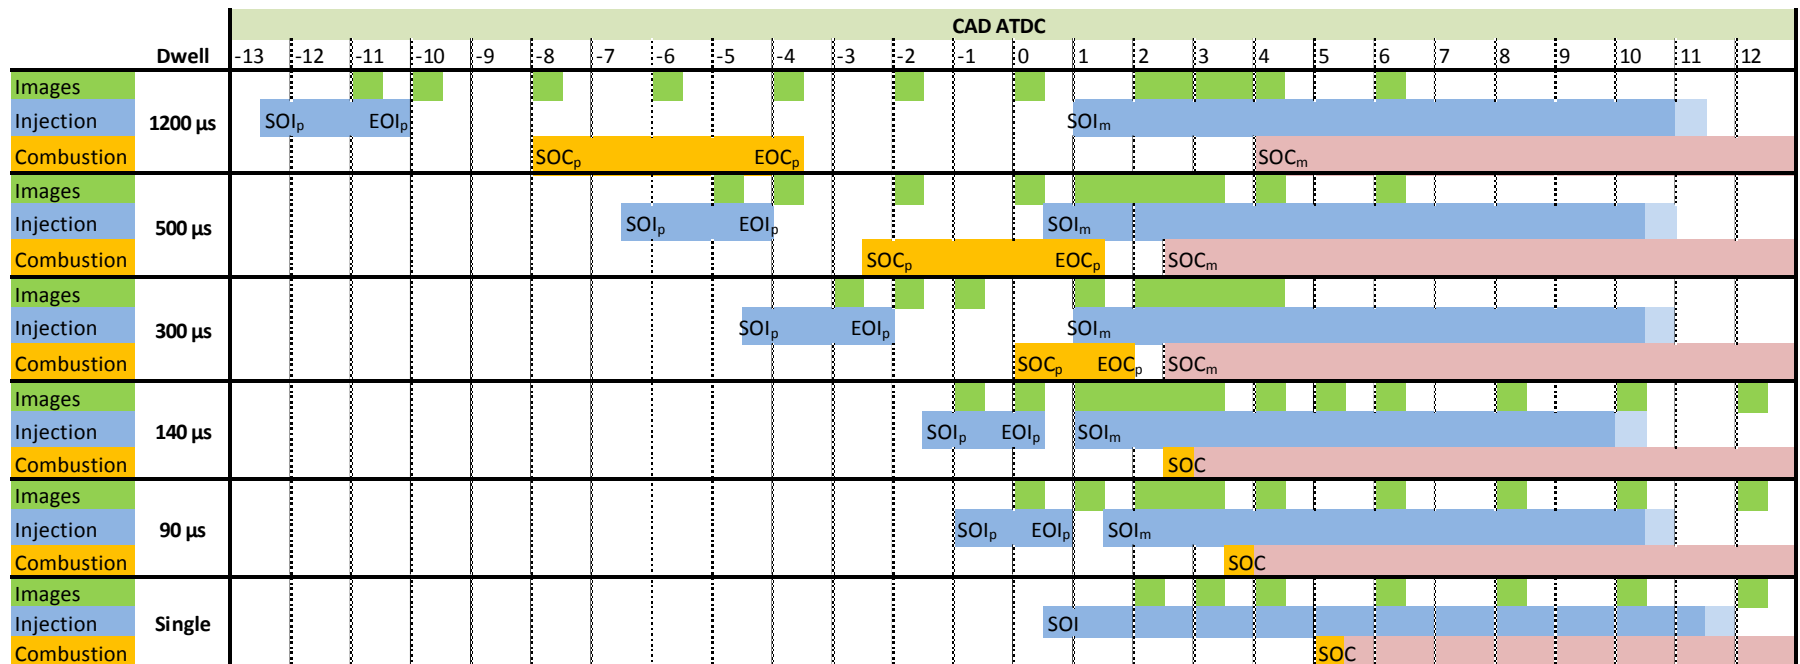 CAD ATDC
Dwell -13 -12 -11 -10 -9 -8 -7 -6 -5 -4 -3 -2 -1 0 1 2 3 4 5 6 7 8 9 10 11 12
Images
Injection 1200 µs SOIp EOIp SOIm
Combustion SOCp EOCp SOCm
Images
Injection 500 µs SOIp EOIp SOIm
Combustion SOCp EOCp SOCm
Images
Injection 300 µs SOIp EOIp SOIm
Combustion SOCp EOCp SOCm
Images
Injection 140 µs SOIp EOIp SOIm
Combustion SOC
Images
Injection 90 µs SOIp EOIp SOIm
Combustion SOC
Images
Injection Single SOI
Combustion SOC